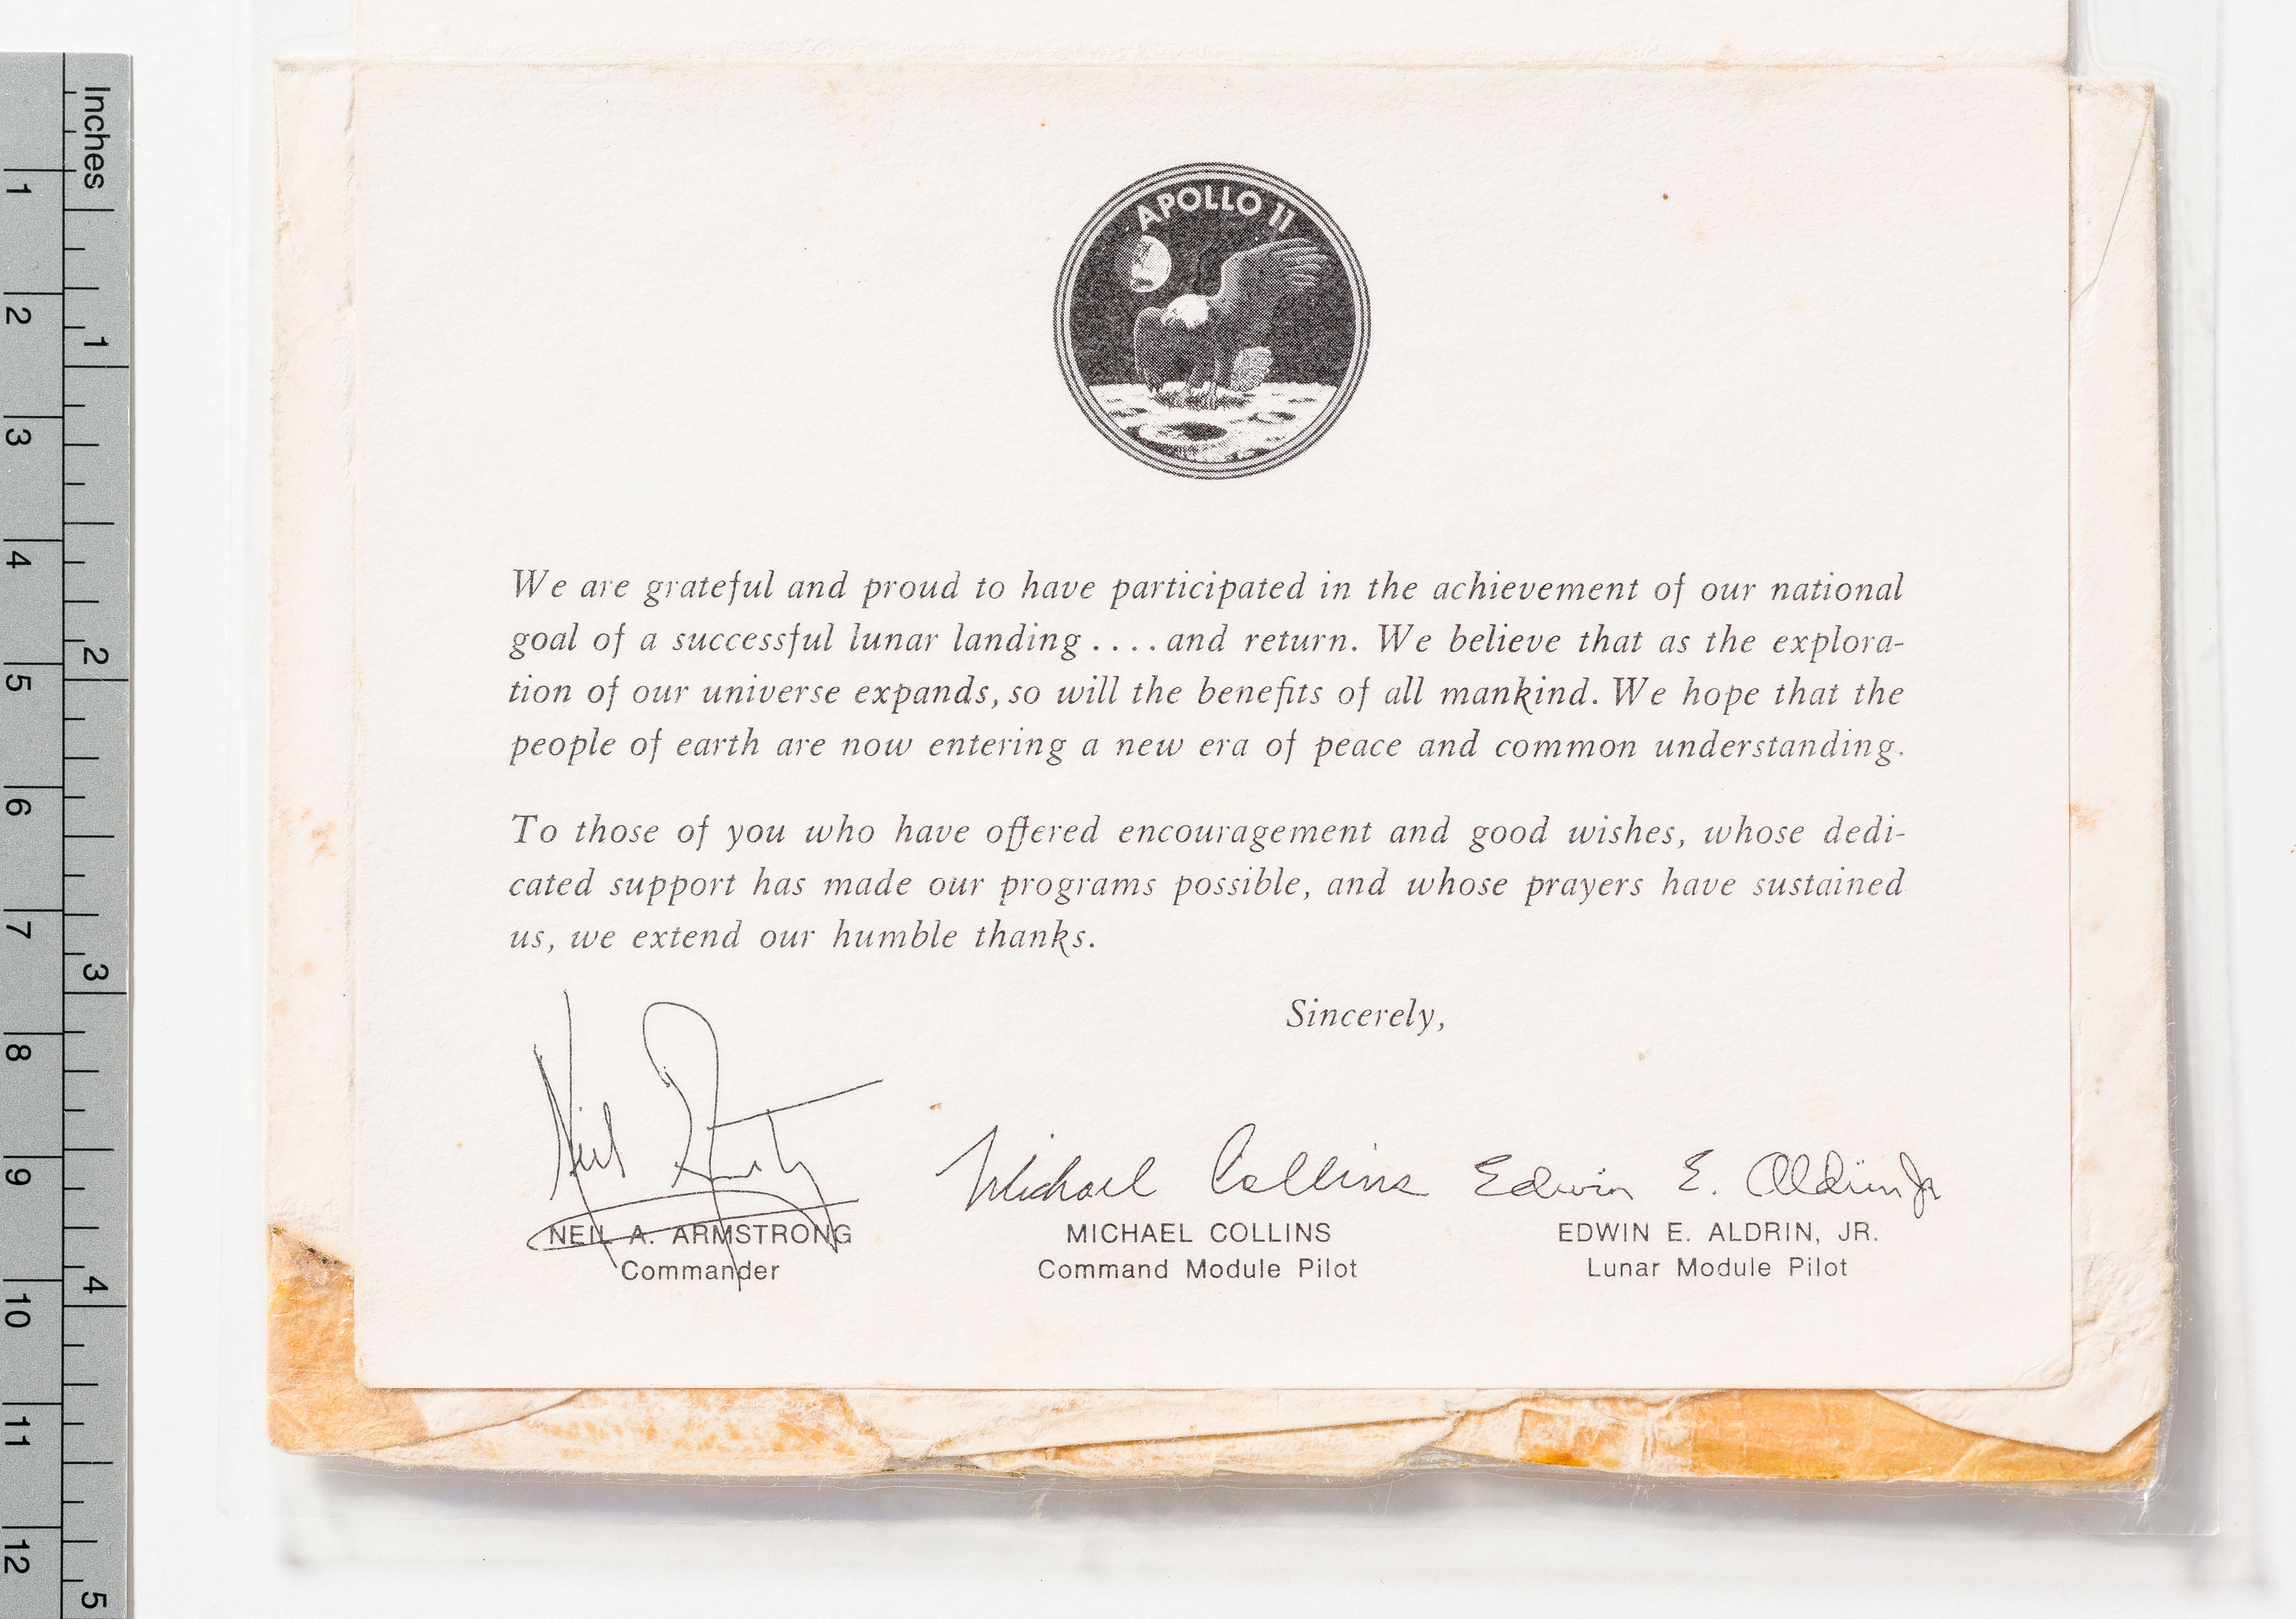 Inches
1
2
3
4
5
6
7
8
9
10
11
12
1
2
3
4
5
APOLLO 11
We are grateful and proud to have participated in the achievement of our national
goal of a successful lunar landing . . . . and return. We believe that as the explora-
tion of our universe expands, so will the benefits of all mankind. We hope that the
people of earth are now entering a new era of peace and common understanding.
To those of you who have offered encouragement and good wishes, whose dedi-
cated support has made our programs possible, and whose prayers have sustained
us, we extend our humble thanks.
Sincerely,
Neil Armstrong
Michael Collins
Edwin E. Aldrin Jr
NEIL A. ARMSTRONG
Commander
MICHAEL COLLINS
Command Module Pilot
EDWIN E. ALDRIN, JR.
Lunar Module Pilot